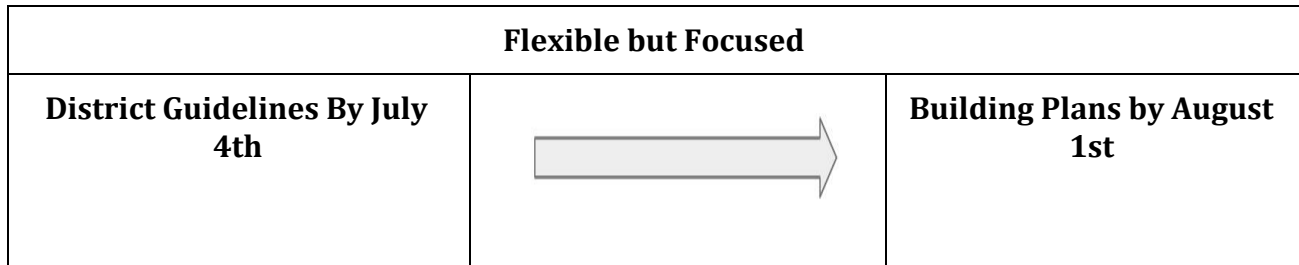 Flexible but Focused
District Guidelines By July
4th
Building Plans by August
1st